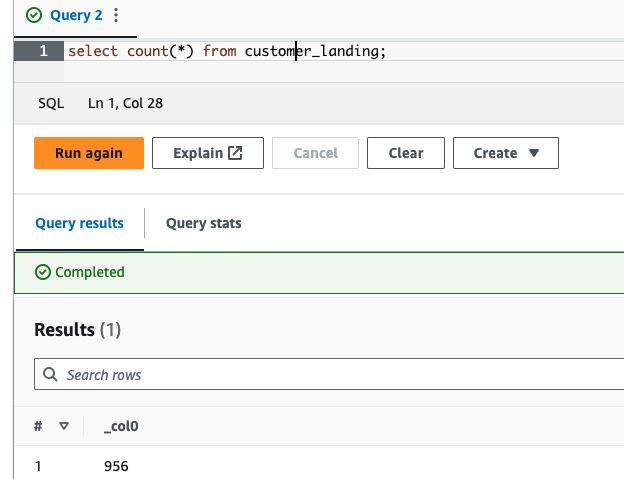 Query 2
1 select count(*) from customer_landing;
SQL Ln 1, Col 28
Run again Explain Cancel Clear Create
Query results Query stats
Completed
Results (1)
Search rows
# _col0
1 956